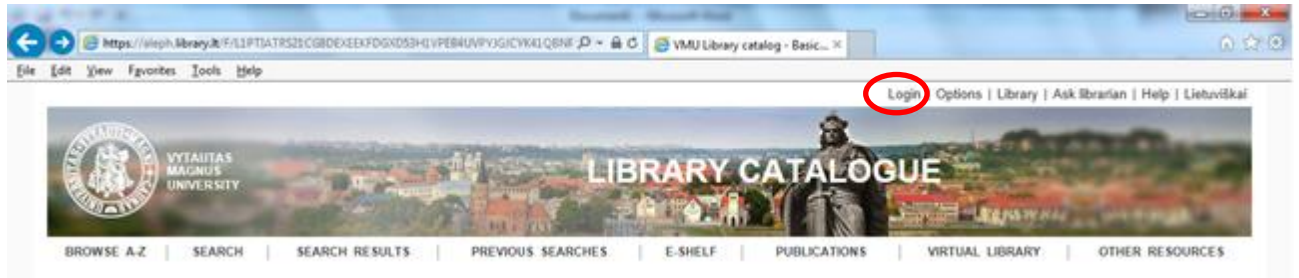 https://aleph.library.lt/F/ VMU Library catalog - Basic... ×
File Edit View Favorites Tools Help
Login Options | Library | Ask librarian | Help | Lietuviškai
VYTAUTAS
MAGNUS
UNIVERSITY
LIBRARY CATALOGUE
BROWSE A-Z | SEARCH | SEARCH RESULTS | PREVIOUS SEARCHES | E-SHELF | PUBLICATIONS | VIRTUAL LIBRARY | OTHER RESOURCES